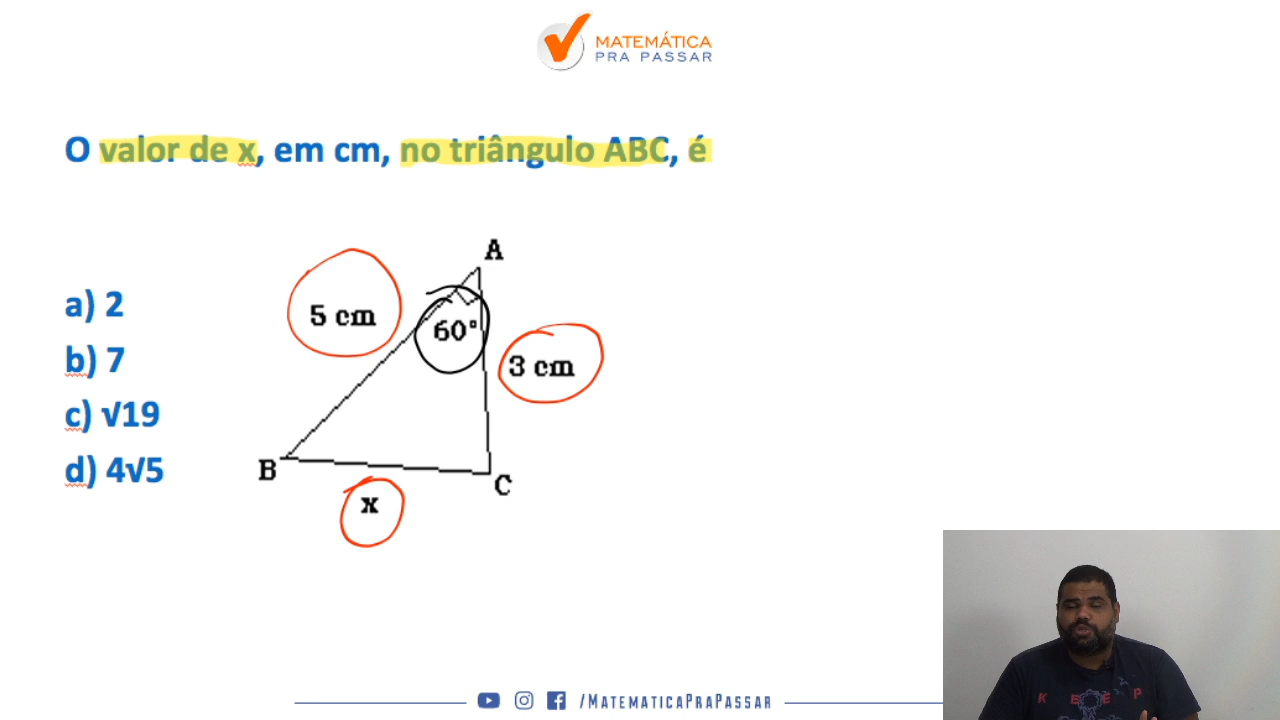 MATEMÁTICA
PRA PASSAR
O valor de x, em cm, no triângulo ABC, é
a) 2
b) 7
c) √19
d) 4√5
A
5 cm
60°
3 cm
B
C
x
/MATEMATICAPRAPASSAR
K E E P